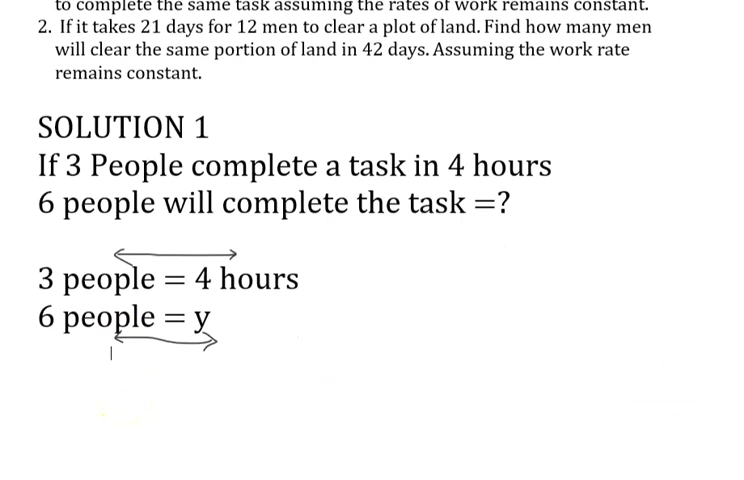 to complete the same task assuming the rates of work remains constant.
2. If it takes 21 days for 12 men to clear a plot of land. Find how many men
will clear the same portion of land in 42 days. Assuming the work rate
remains constant.
SOLUTION 1
If 3 People complete a task in 4 hours
6 people will complete the task =?
3 people = 4 hours
6 people = y